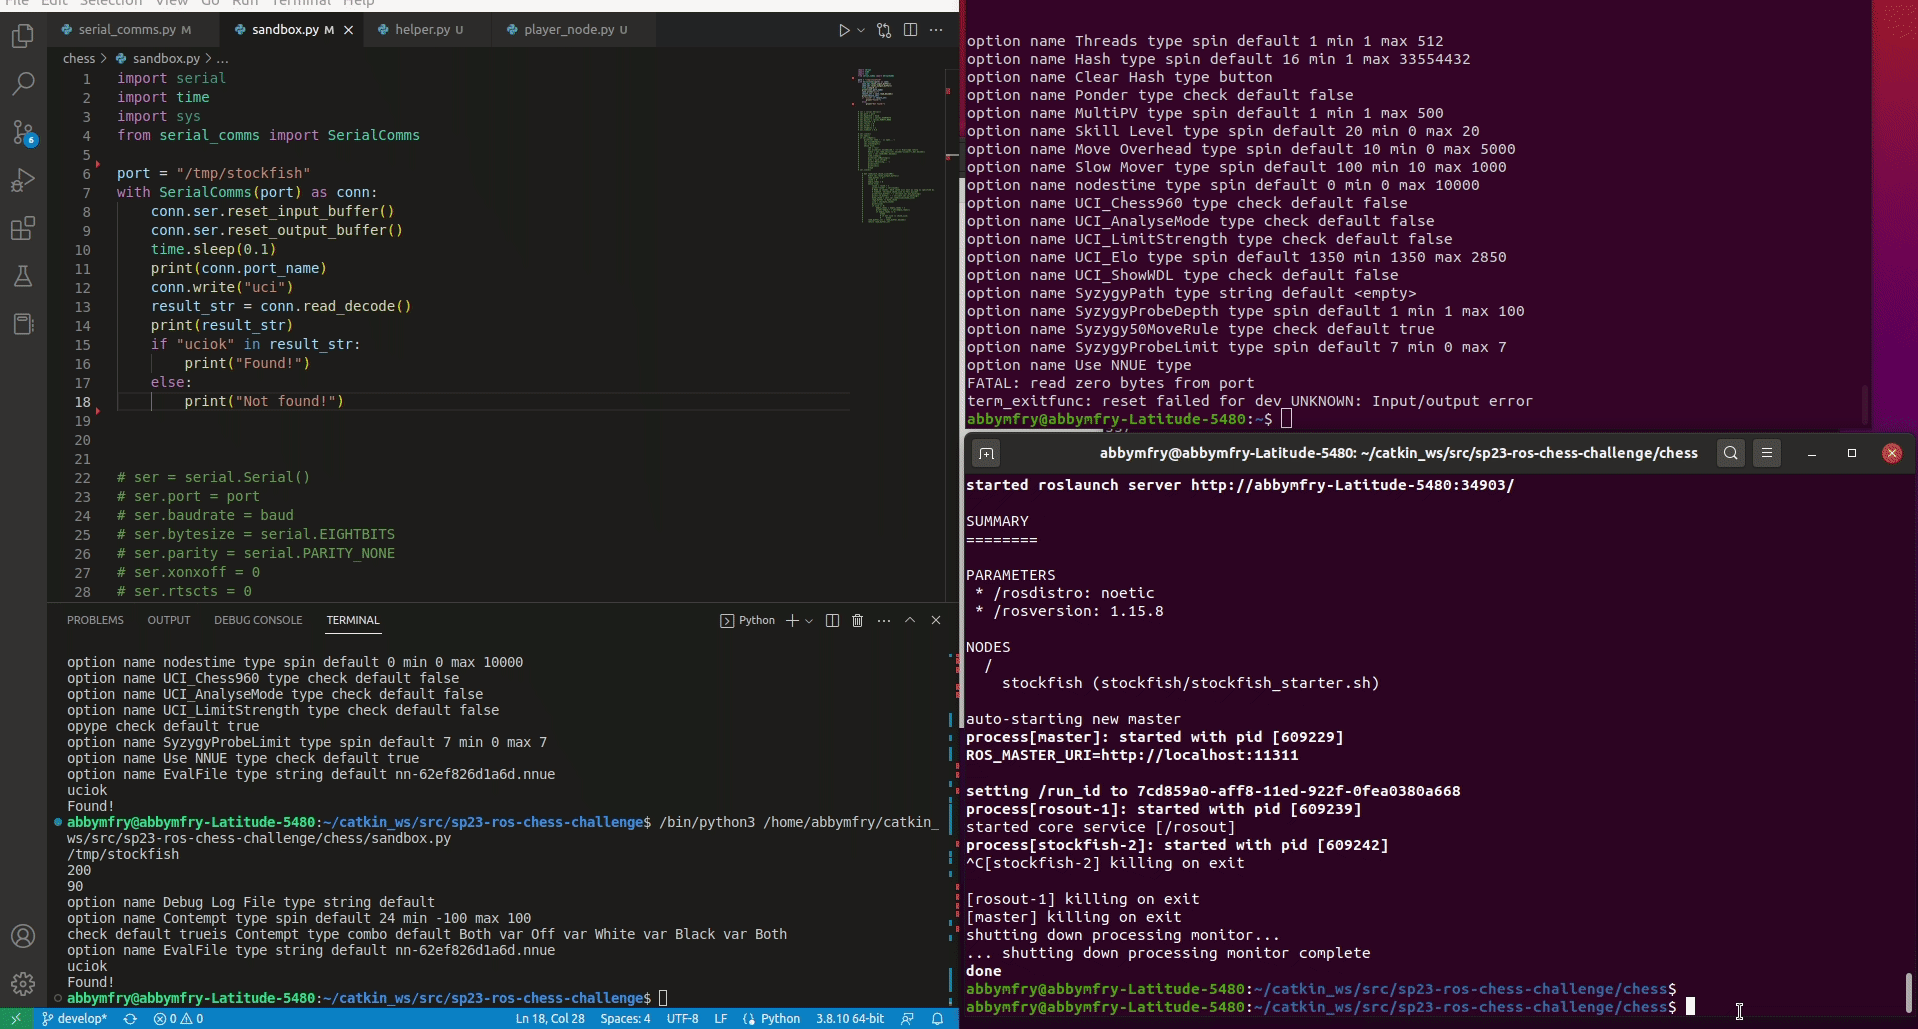 File Edit Selection View Go Run Terminal Help
serial_comms.py M
sandbox.py M
helper.py U
player_node.py U
chess > sandbox.py > ...
1 import serial
2 import time
3 import sys
4 from serial_comms import SerialComms
5
6 port = "/tmp/stockfish"
7 with SerialComms(port) as conn:
8 conn.ser.reset_input_buffer()
9 conn.ser.reset_output_buffer()
10 time.sleep(0.1)
11 print(conn.port_name)
12 conn.write("uci")
13 result_str = conn.read_decode()
14 print(result_str)
15 if "uciok" in result_str:
16 print("Found!")
17 else:
18 print("Not found!")
19
20
21
22 # ser = serial.Serial()
23 # ser.port = port
24 # ser.baudrate = baud
25 # ser.bytesize = serial.EIGHTBITS
26 # ser.parity = serial.PARITY_NONE
27 # ser.xonxoff = 0
28 # ser.rtscts = 0
6
PROBLEMS OUTPUT DEBUG CONSOLE TERMINAL
Python
option name nodestime type spin default 0 min 0 max 10000
option name UCI_Chess960 type check default false
option name UCI_AnalyseMode type check default false
option name UCI_LimitStrength type check default false
opype check default true
option name SyzygyProbeLimit type spin default 7 min 0 max 7
option name Use NNUE type check default true
option name EvalFile type string default nn-62ef826d1a6d.nnue
uciok
Found!
abbymfry@abbymfry-Latitude-5480:~/catkin_ws/src/sp23-ros-chess-challenge$ /bin/python3 /home/abbymfry/catkin_
ws/src/sp23-ros-chess-challenge/chess/sandbox.py
/tmp/stockfish
200
90
option name Debug Log File type string default
option name Contempt type spin default 24 min -100 max 100
check default trueis Contempt type combo default Both var Off var White var Black var Both
option name EvalFile type string default nn-62ef826d1a6d.nnue
uciok
Found!
abbymfry@abbymfry-Latitude-5480:~/catkin_ws/src/sp23-ros-chess-challenge$
develop* 0 0 Ln 18, Col 28 Spaces: 4 UTF-8 LF Python 3.8.10 64-bit
option name Threads type spin default 1 min 1 max 512
option name Hash type spin default 16 min 1 max 33554432
option name Clear Hash type button
option name Ponder type check default false
option name MultiPV type spin default 1 min 1 max 500
option name Skill Level type spin default 20 min 0 max 20
option name Move Overhead type spin default 10 min 0 max 5000
option name Slow Mover type spin default 100 min 10 max 1000
option name nodestime type spin default 0 min 0 max 10000
option name UCI_Chess960 type check default false
option name UCI_AnalyseMode type check default false
option name UCI_LimitStrength type check default false
option name UCI_Elo type spin default 1350 min 1350 max 2850
option name UCI_ShowWDL type check default false
option name SyzygyPath type string default <empty>
option name SyzygyProbeDepth type spin default 1 min 1 max 100
option name Syzygy50MoveRule type check default true
option name SyzygyProbeLimit type spin default 7 min 0 max 7
option name Use NNUE type
FATAL: read zero bytes from port
term_exitfunc: reset failed for dev UNKNOWN: Input/output error
abbymfry@abbymfry-Latitude-5480:~$
abbymfry@abbymfry-Latitude-5480: ~/catkin_ws/src/sp23-ros-chess-challenge/chess
started roslaunch server http://abbymfry-Latitude-5480:34903/
SUMMARY
========
PARAMETERS
* /rosdistro: noetic
* /rosversion: 1.15.8
NODES
/
stockfish (stockfish/stockfish_starter.sh)
auto-starting new master
process[master]: started with pid [609229]
ROS_MASTER_URI=http://localhost:11311
setting /run_id to 7cd859a0-aff8-11ed-922f-0fea0380a668
process[rosout-1]: started with pid [609239]
started core service [/rosout]
process[stockfish-2]: started with pid [609242]
^C[stockfish-2] killing on exit
[rosout-1] killing on exit
[master] killing on exit
shutting down processing monitor...
... shutting down processing monitor complete
done
abbymfry@abbymfry-Latitude-5480:~/catkin_ws/src/sp23-ros-chess-challenge/chess$
abbymfry@abbymfry-Latitude-5480:~/catkin_ws/src/sp23-ros-chess-challenge/chess$